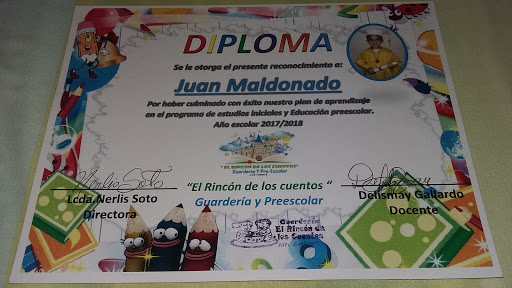 DIPLOMA
Se le otorga el presente reconocimiento a:
Juan Maldonado
Por haber culminado con éxito nuestro plan de aprendizaje
en el programa de estudios iniciales y Educación preescolar.
Año escolar 2017/2018
"EL RINCÓN DE LOS CUENTOS"
Guardería Y Pre-Escolar
Nerlis Soto
Lcda.Nerlis Soto
Directora
"El Rincón de los cuentos "
Guardería y Preescolar
Delismay Gallardo
Docente
Guardería
El Rincón de
los Cuentos